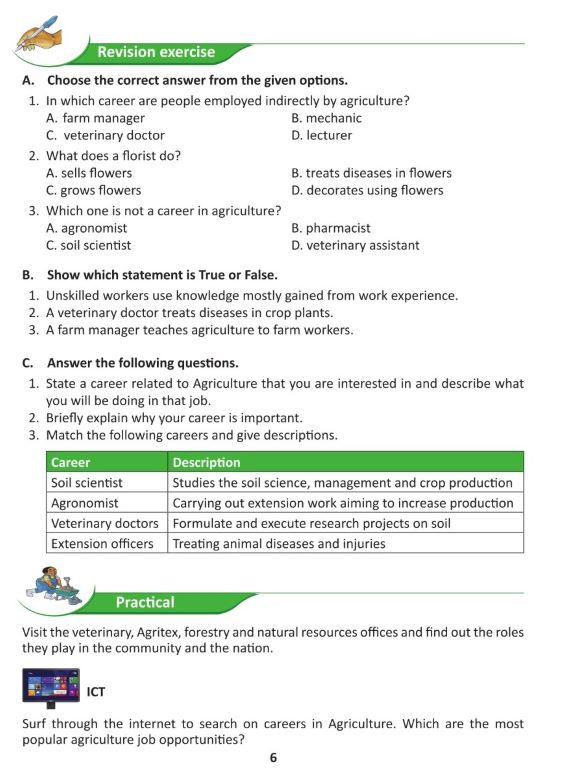 Revision exercise
A. Choose the correct answer from the given options.
1. In which career are people employed indirectly by agriculture?
A. farm manager B. mechanic
C. veterinary doctor D. lecturer
2. What does a florist do?
A. sells flowers B. treats diseases in flowers
C. grows flowers D. decorates using flowers
3. Which one is not a career in agriculture?
A. agronomist B. pharmacist
C. soil scientist D. veterinary assistant
B. Show which statement is True or False.
1. Unskilled workers use knowledge mostly gained from work experience.
2. A veterinary doctor treats diseases in crop plants.
3. A farm manager teaches agriculture to farm workers.
C. Answer the following questions.
1. State a career related to Agriculture that you are interested in and describe what
you will be doing in that job.
2. Briefly explain why your career is important.
3. Match the following careers and give descriptions.
Career Description
Soil scientist Studies the soil science, management and crop production
Agronomist Carrying out extension work aiming to increase production
Veterinary doctors Formulate and execute research projects on soil
Extension officers Treating animal diseases and injuries
Practical
Visit the veterinary, Agritex, forestry and natural resources offices and find out the roles
they play in the community and the nation.
ICT
Surf through the internet to search on careers in Agriculture. Which are the most
popular agriculture job opportunities?
6